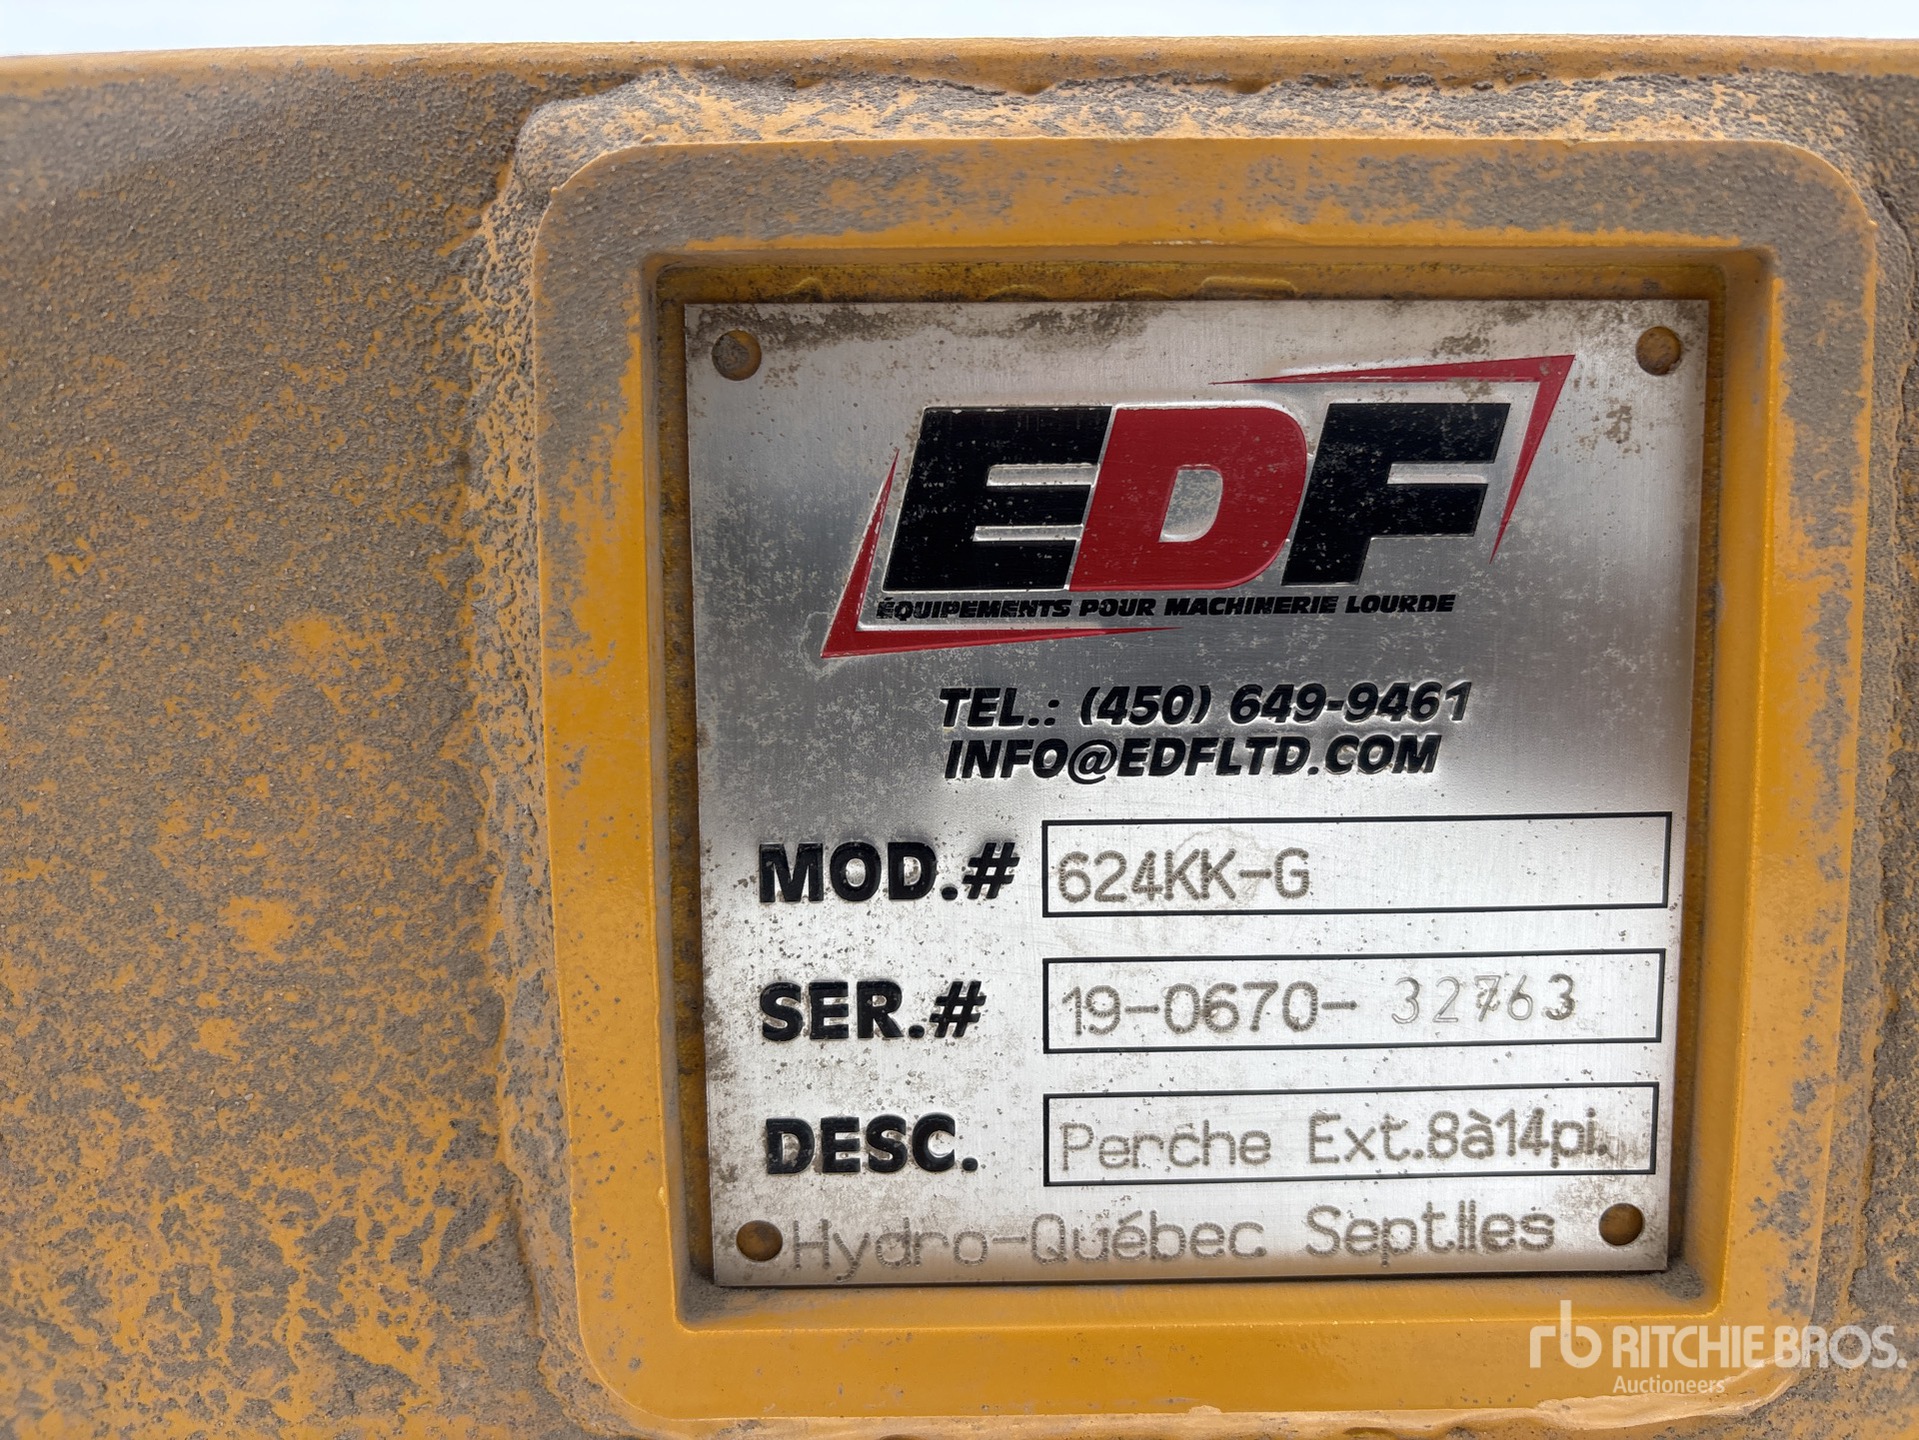 EDF
ÉQUIPEMENTS POUR MACHINERIE LOURDE
TEL.: (450) 649-9461
INFO@EDFLTD.COM
MOD.# 624KK-G
SER.# 19-0670- 32763
DESC. Perche Ext.8à14pi.
Hydro-Québec SeptIles
rb RITCHIE BROS.
Auctioneers